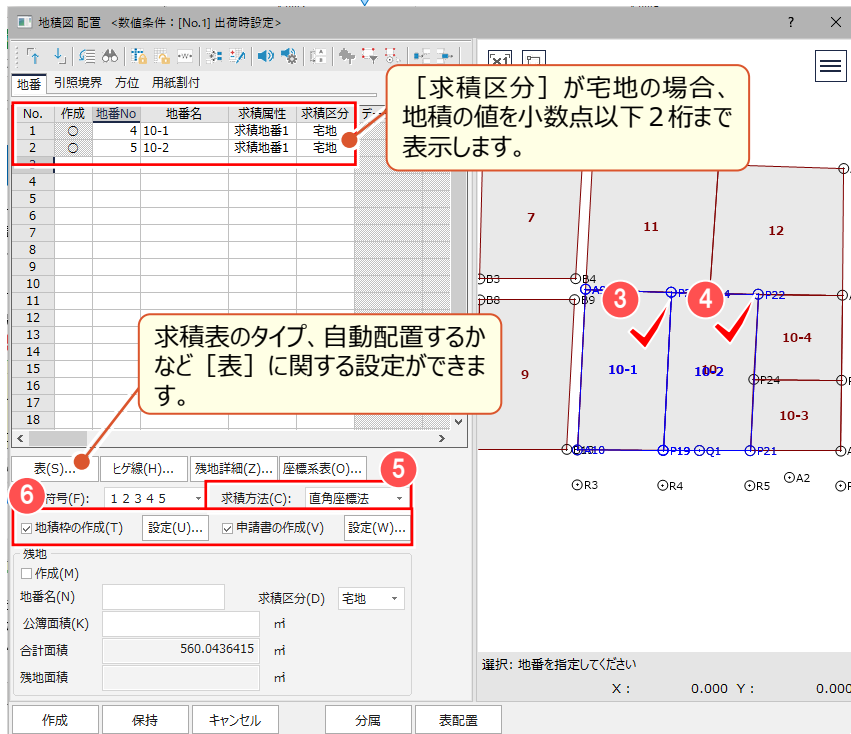 地積図 配置 <数値条件：[No.1] 出荷時設定>
? ×
地番 引照境界 方位 用紙割付
［求積区分］が宅地の場合、
地積の値を小数点以下２桁まで
表示します。
No. 作成 地番No 地番名 求積属性 求積区分 デー
1 ○ 4 10-1 求積地番1 宅地
2 ○ 5 10-2 求積地番1 宅地
3
4
5
6
7
8
9
10
11
12
13
14
15
16
17
18
求積表のタイプ、自動配置するか
など［表］に関する設定ができま
す。
表(S)... ヒゲ線(H)... 残地詳細(Z)... 座標系表(O)... 5
6 符号(F): 1 2 3 4 5 求積方法(C): 直角座標法
地積枠の作成(T) 設定(U)... 申請書の作成(V) 設定(W)...
残地
作成(M)
地番名(N) 求積区分(D) 宅地
公簿面積(K) ㎡
合計面積 560.0436415 ㎡
残地面積 ㎡
作成 保持 キャンセル 分属 表配置
7 11 12
B3 B4
B8 B9 3 4 P22
9 10-1 10-2 10-4
P24
10-3
A10 P19 Q1 P21
R3 R4 R5 A2
選択: 地番を指定してください
X : 0.000 Y : 0.000